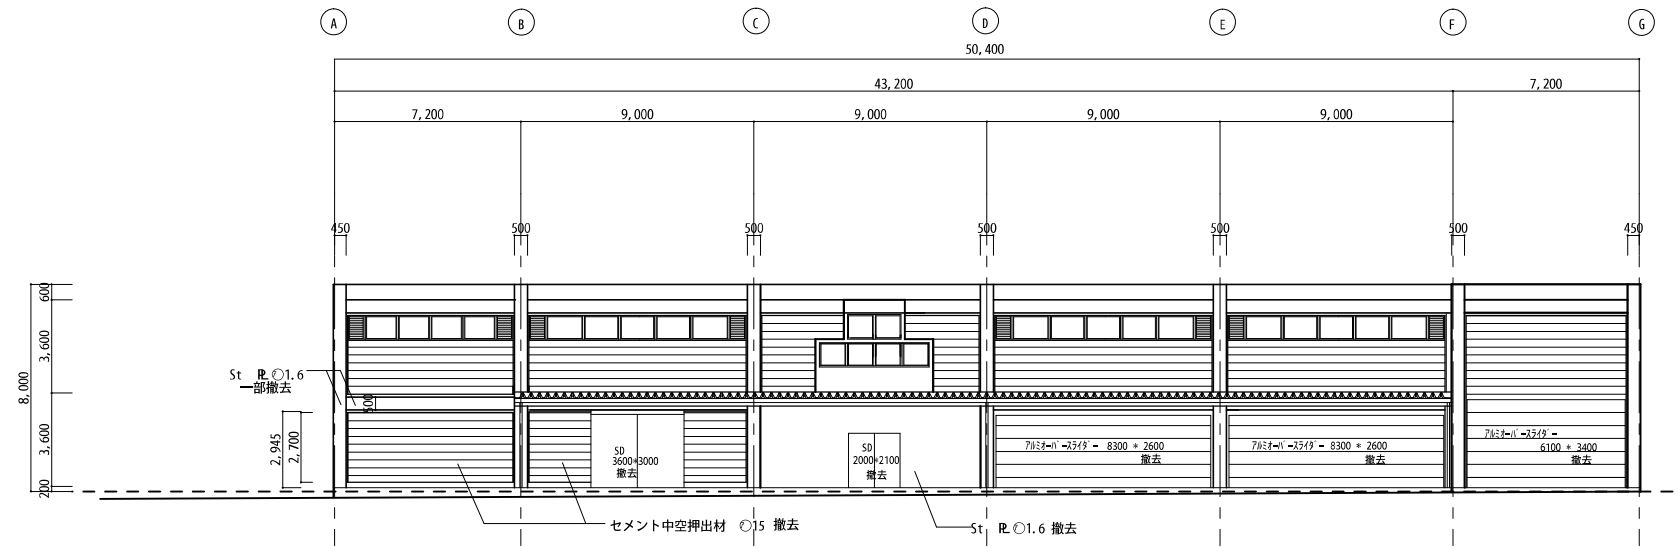 A
B
C
D
E
F
G
50,400
43,200
7,200
7,200
9,000
9,000
9,000
9,000
450
500
500
500
500
500
450
600
3,600
8,000
3,600
200
2,945
2,700
500
St ℄ 〇1.6
一部撤去
SD
3600*3000
撤去
SD
2000*2100
撤去
アルミオーバースライダー 8300 * 2600
撤去
アルミオーバースライダー 8300 * 2600
撤去
アルミオーバースライダー
6100 * 3400
撤去
セメント中空押出材 〇15 撤去
St ℄ 〇1.6 撤去